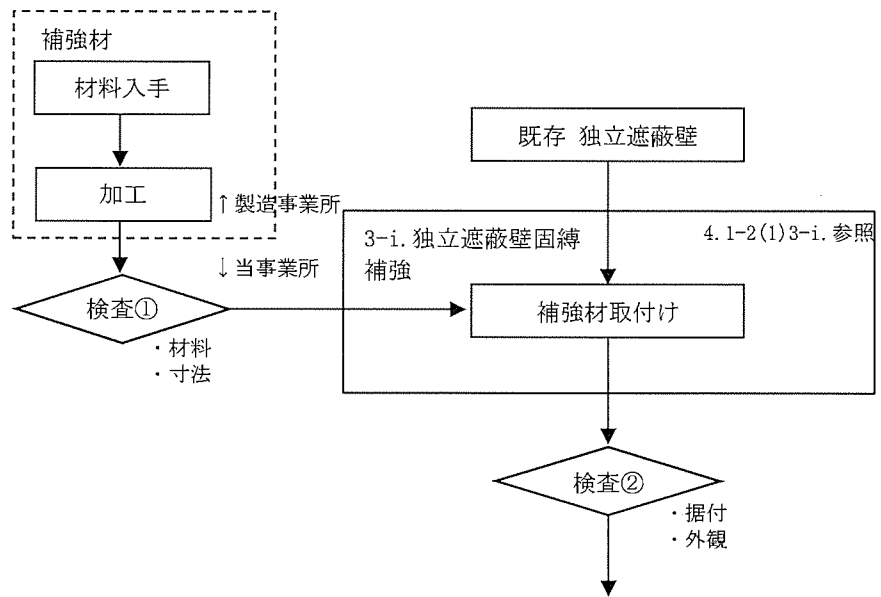 補強材
材料入手
加工
↑製造事業所
↓当事業所
検査①
・材料
・寸法
既存 独立遮蔽壁
3-i.独立遮蔽壁固縛
補強
4.1-2(1)3-i.参照
補強材取付け
検査②
・据付
・外観